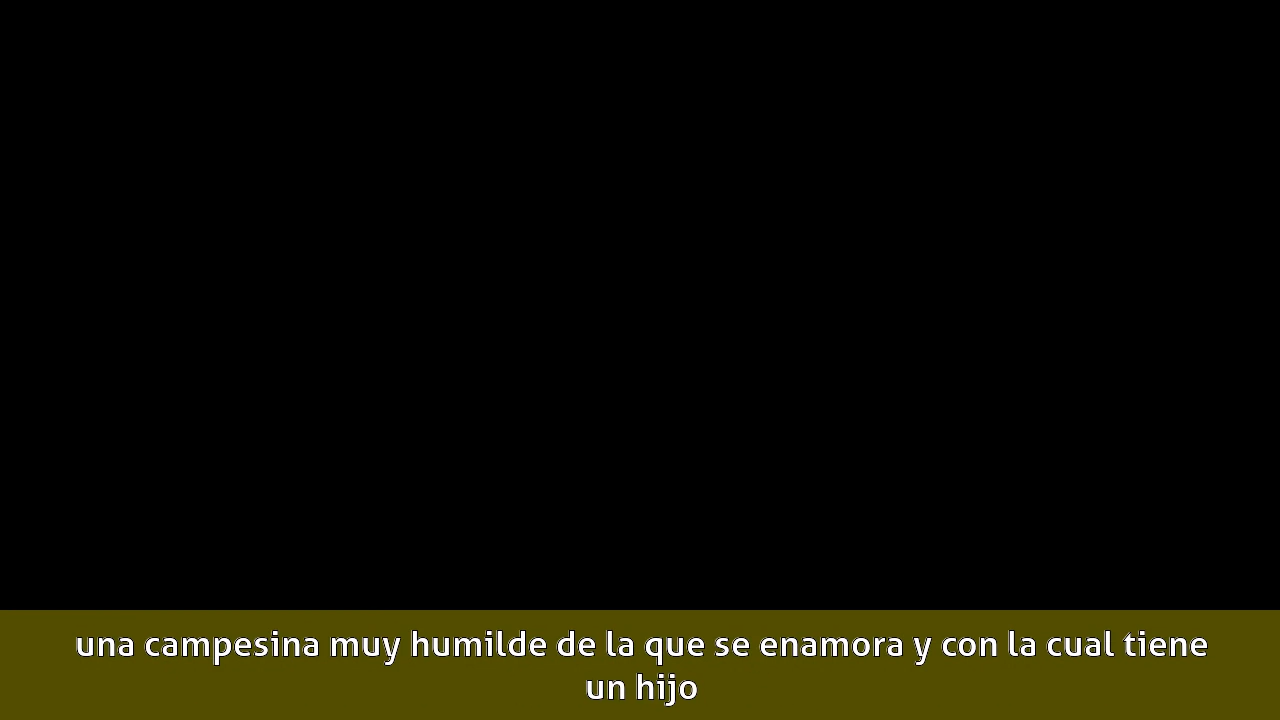 una campesina muy humilde de la que se enamora y con la cual tiene
un hijo